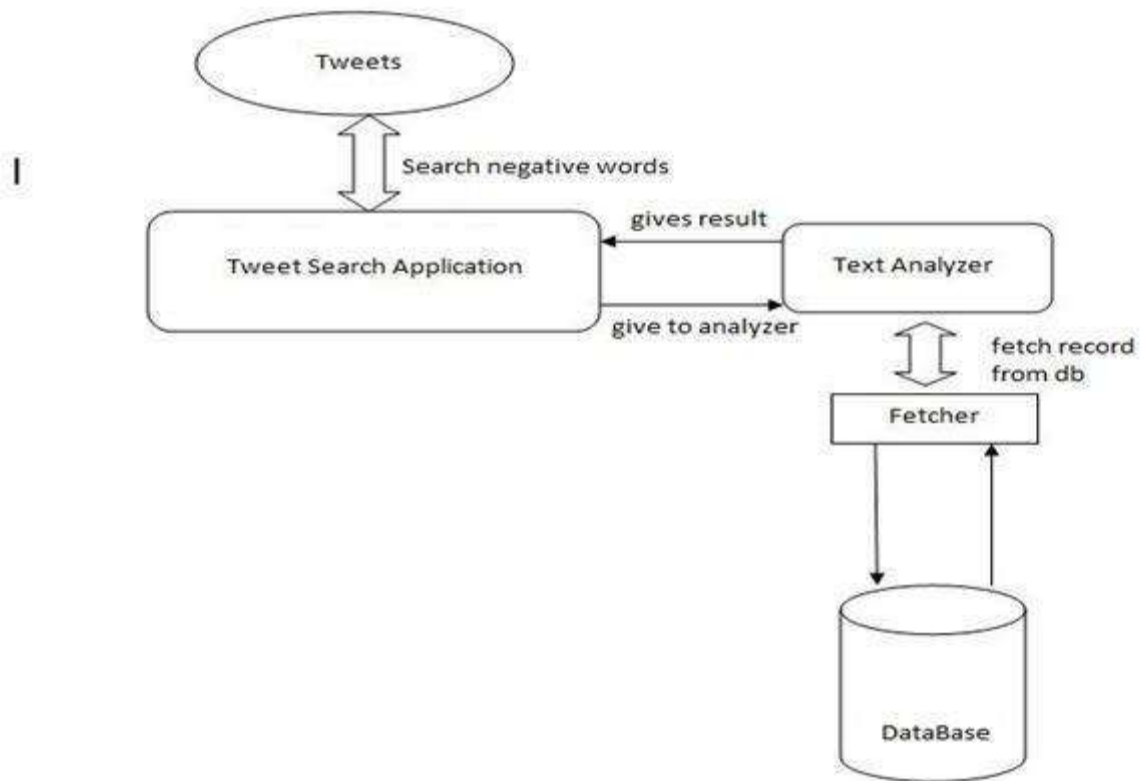 Tweets
Search negative words
gives result
Tweet Search Application
Text Analyzer
give to analyzer
fetch record
from db
Fetcher
DataBase